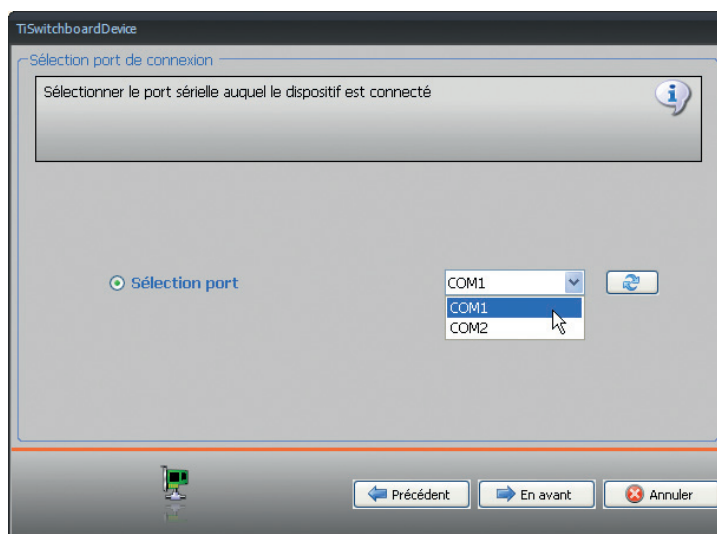 TiSwitchboardDevice
Sélection port de connexion
Sélectionner le port sérielle auquel le dispositif est connecté
Sélection port
COM1
COM1
COM2
Précédent
En avant
Annuler